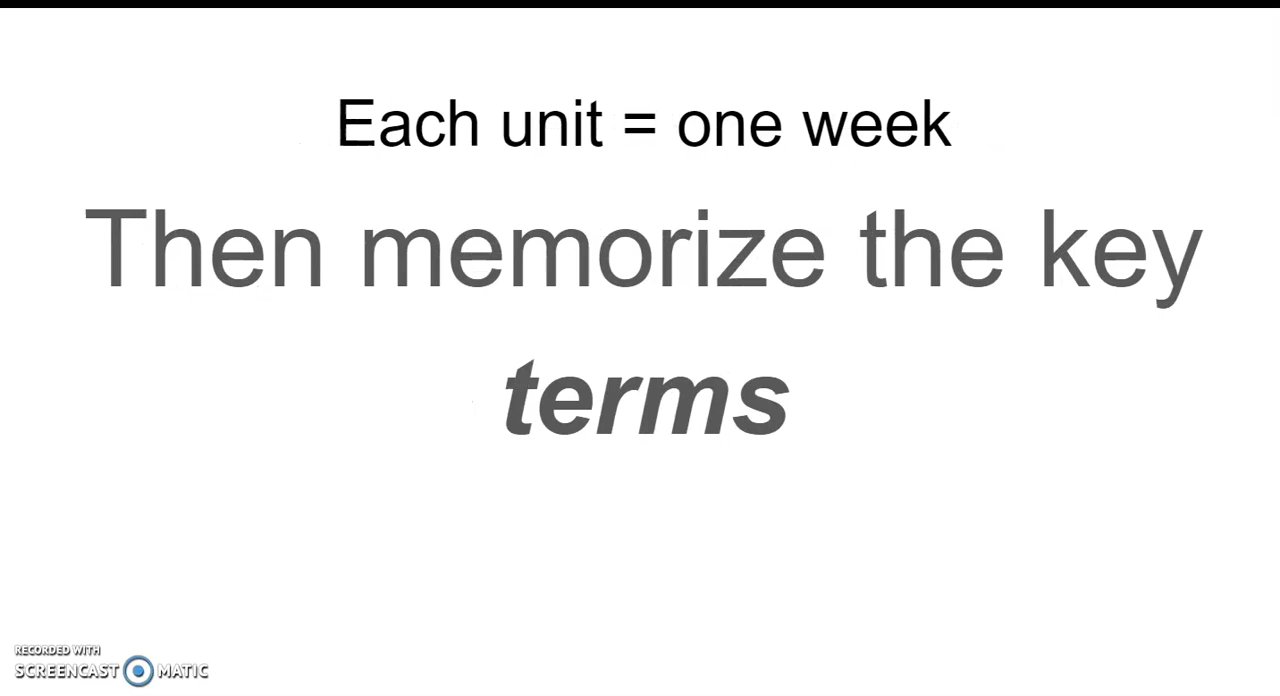 Each unit = one week
Then memorize the key
terms
RECORDED WITH
SCREENCAST MATIC